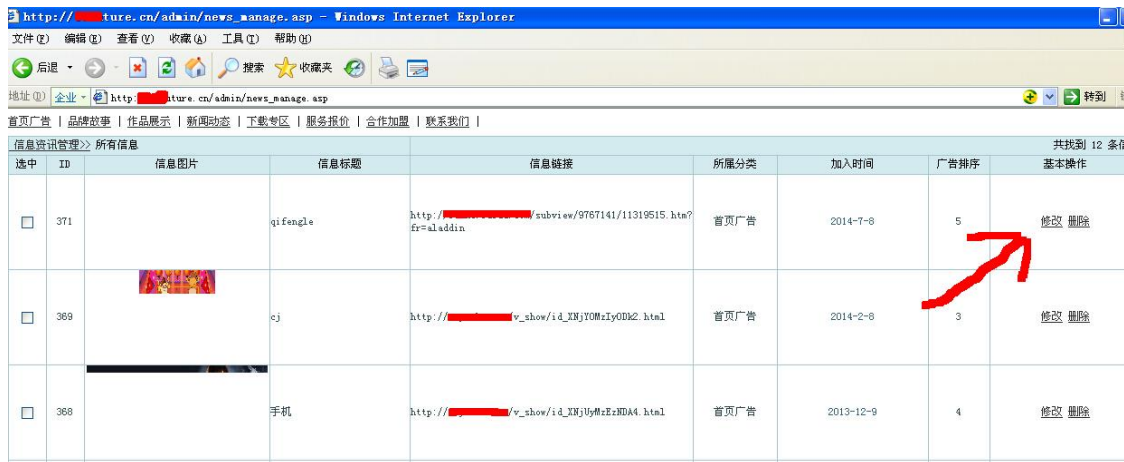 http://ture.cn/admin/news_manage.asp - Windows Internet Explorer
文件(F) 编辑(E) 查看(V) 收藏(A) 工具(T) 帮助(H)
后退 搜索 收藏夹
地址(D) 企业 http:uture.cn/admin/news_manage.asp 转到
首页广告 | 品牌故事 | 作品展示 | 新闻动态 | 下载专区 | 服务报价 | 合作加盟 | 联系我们 |
信息资讯管理>> 所有信息 共找到 12 条信
选中 ID 信息图片 信息标题 信息链接 所属分类 加入时间 广告排序 基本操作
371 qifengle http:/ /subview/9767141/11319515.htm?fr=aladdin 首页广告 2014-7-8 5 修改 删除
369 cj http:// /v_show/id_XNjY0MzIyODk2.html 首页广告 2014-2-8 3 修改 删除
368 手机 http:// /v_show/id_XNjUyMzEzNDA4.html 首页广告 2013-12-9 4 修改 删除